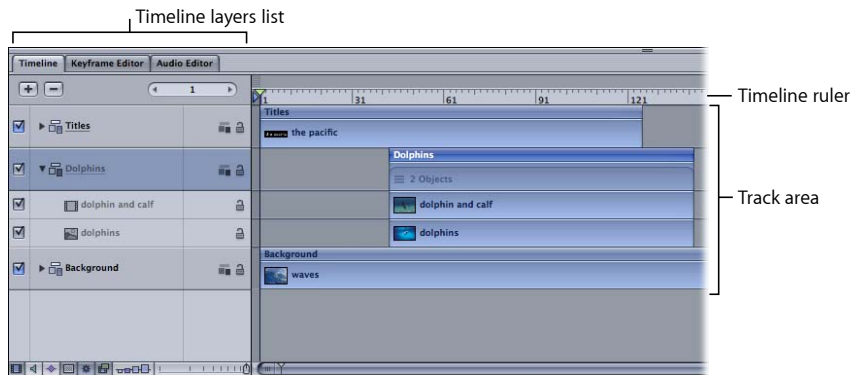 Timeline layers list
Timeline Keyframe Editor Audio Editor
1
1 31 61 91 121
Timeline ruler
Titles
Titles
the pacific
Dolphins
Dolphins
2 Objects
Track area
dolphin and calf
dolphin and calf
dolphins
dolphins
Background
Background
waves